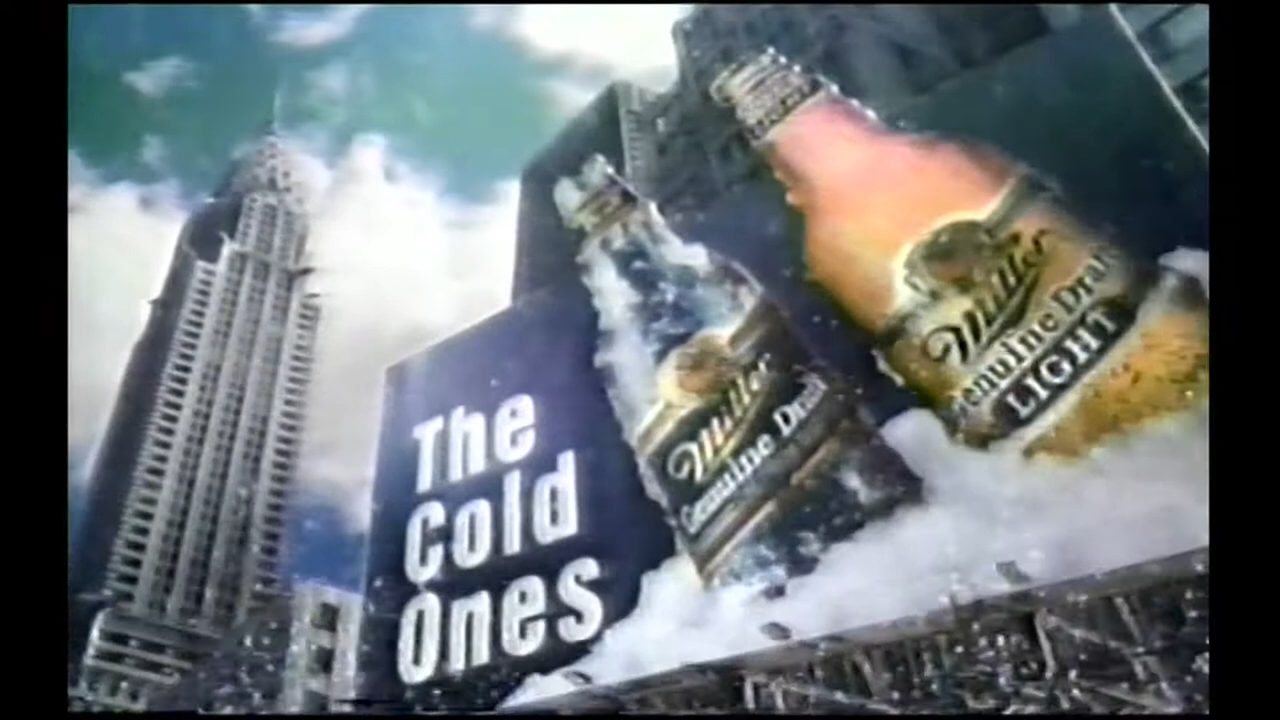 The
Cold
Ones
Miller
Genuine Draft
Miller
Genuine Draft
LIGHT